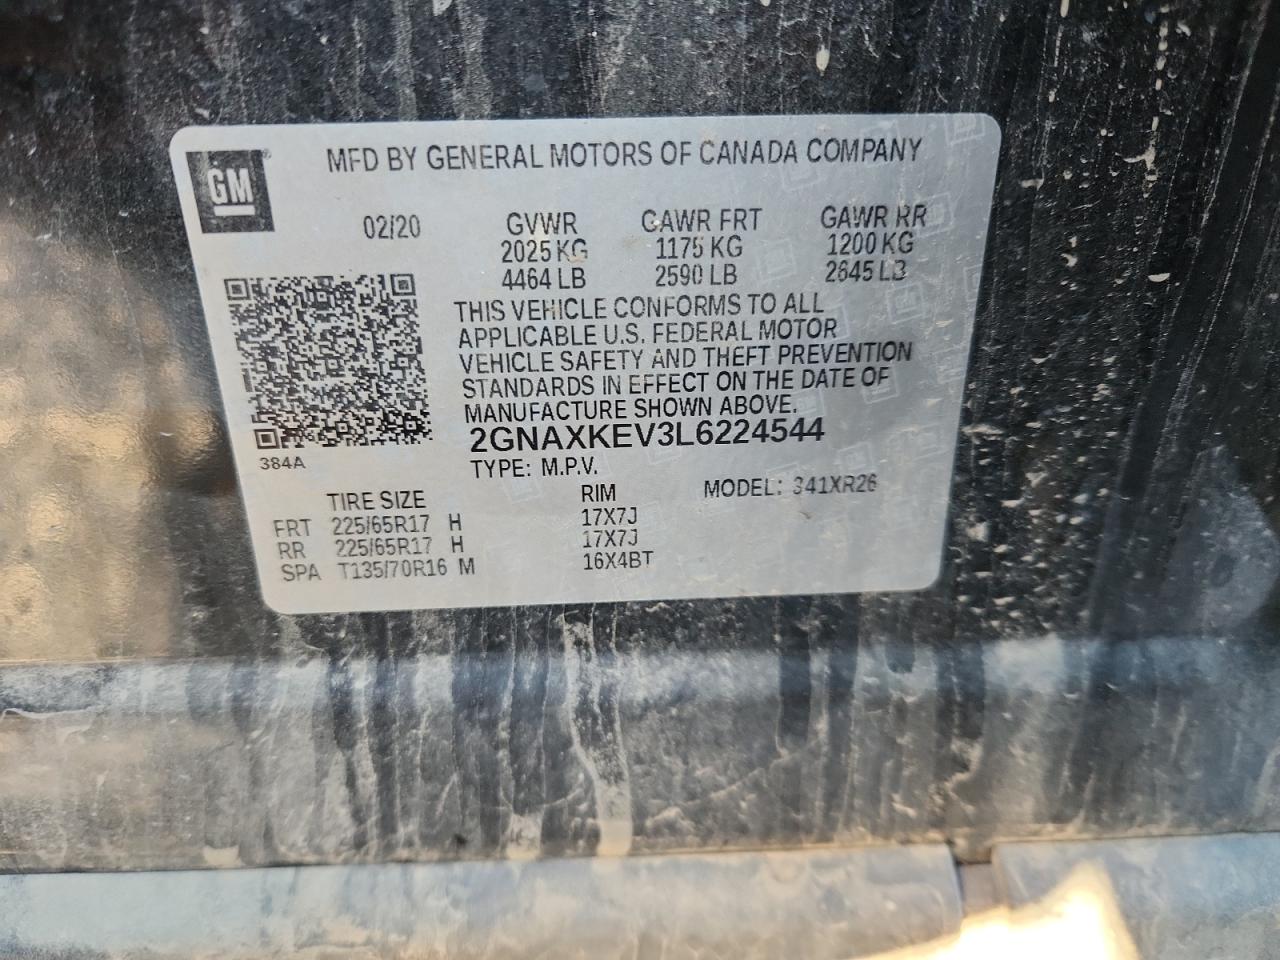 GM
MFD BY GENERAL MOTORS OF CANADA COMPANY
02/20 GVWR GAWR FRT GAWR RR
2025 KG 1175 KG 1200 KG
4464 LB 2590 LB 2645 LB
THIS VEHICLE CONFORMS TO ALL
APPLICABLE U.S. FEDERAL MOTOR
VEHICLE SAFETY AND THEFT PREVENTION
STANDARDS IN EFFECT ON THE DATE OF
MANUFACTURE SHOWN ABOVE.
2GNAXKEV3L6224544
384A
TYPE: M.P.V.
TIRE SIZE RIM MODEL: 341XR26
FRT 225/65R17 H 17X7J
RR 225/65R17 H 17X7J
SPA T135/70R16 M 16X4BT